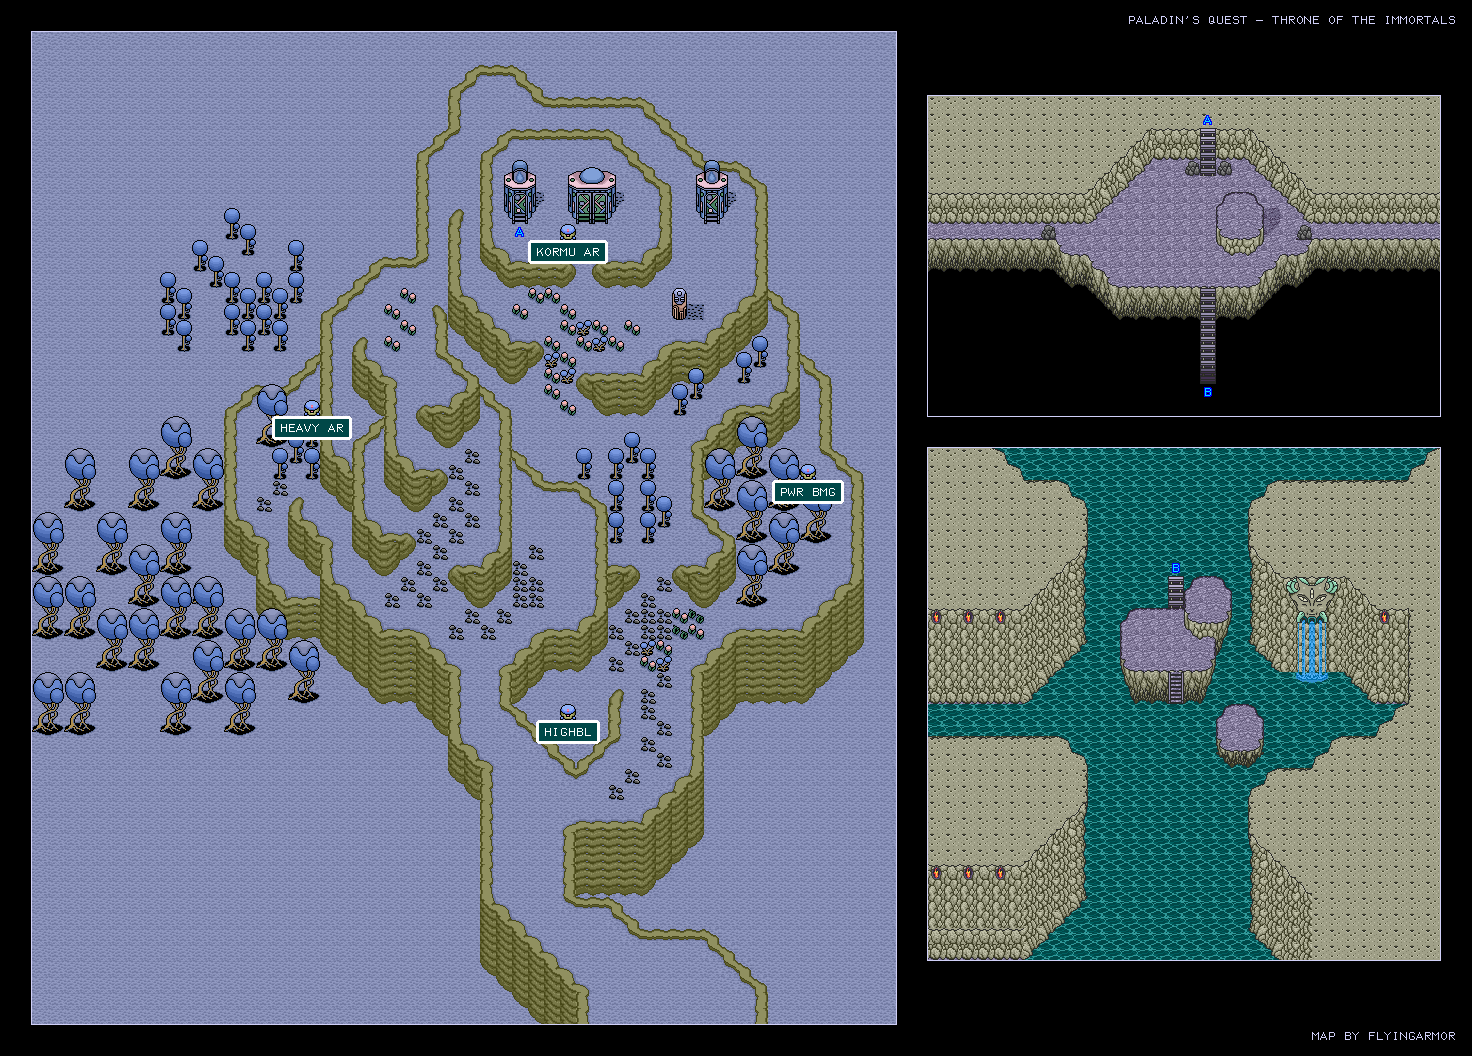 PALADIN'S QUEST – THRONE OF THE IMMORTALS
A
A
KORMU AR
B
HEAVY AR
PWR BMG
B
HIGHBL
MAP BY FLYINGARMOR